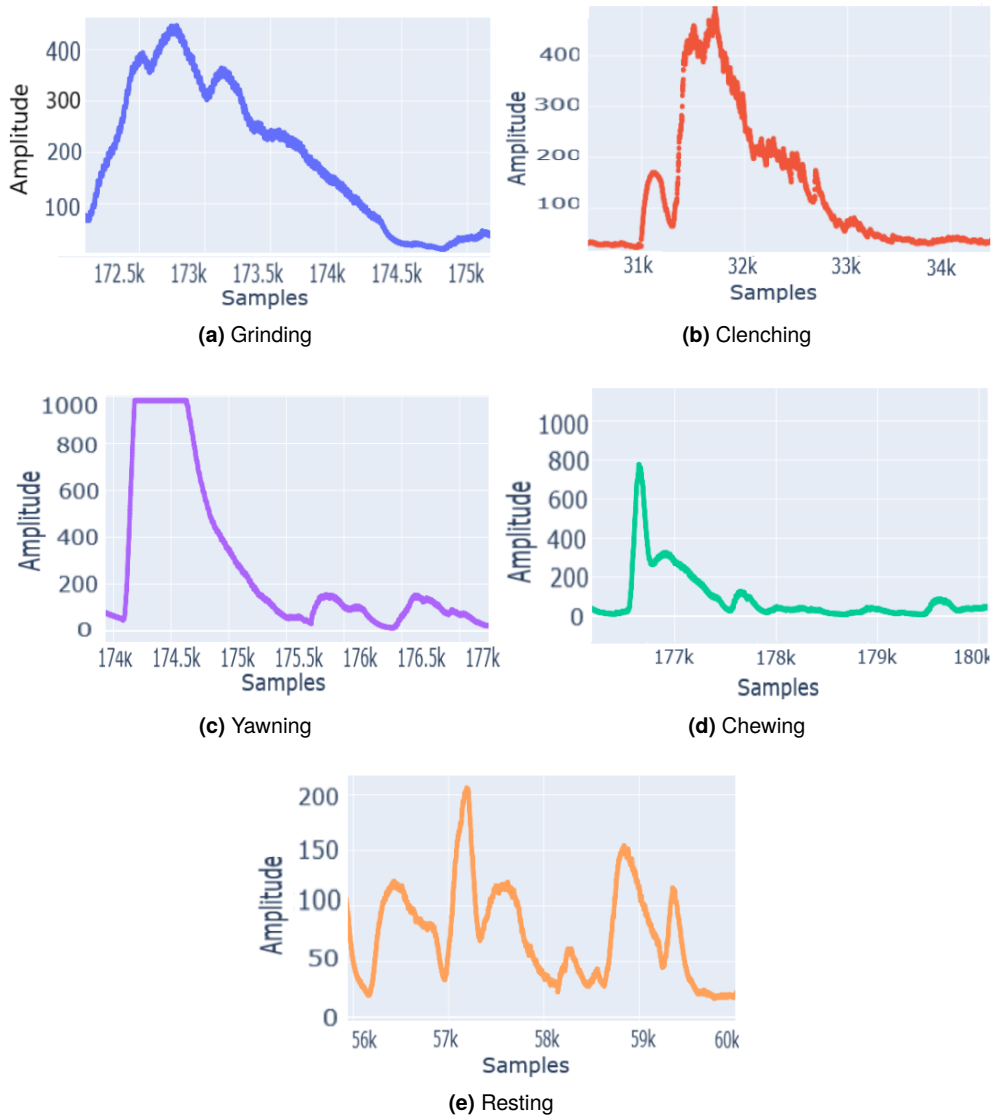 400
300
200
100
Amplitude
172.5k 173k 173.5k 174k 174.5k 175k
Samples
(a) Grinding
400
300
200
100
Amplitude
31k 32k 33k 34k
Samples
(b) Clenching
1000
800
600
400
200
0
Amplitude
174k 174.5k 175k 175.5k 176k 176.5k 177k
Samples
(c) Yawning
1000
800
600
400
200
0
Amplitude
177k 178k 179k 180k
Samples
(d) Chewing
200
150
100
50
0
Amplitude
56k 57k 58k 59k 60k
Samples
(e) Resting